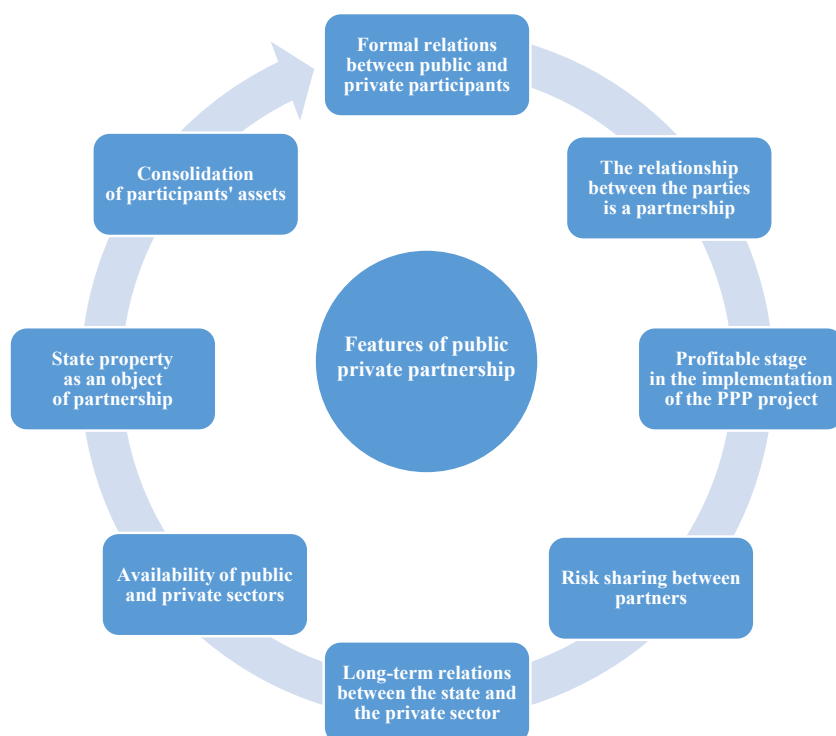 Formal relations
between public and
private participants
The relationship
between the parties
is a partnership
Profitable stage
in the implementation
of the PPP project
Risk sharing between
partners
Long-term relations
between the state and
the private sector
Availability of public
and private sectors
State property
as an object
of partnership
Consolidation
of participants' assets
Features of public
private partnership